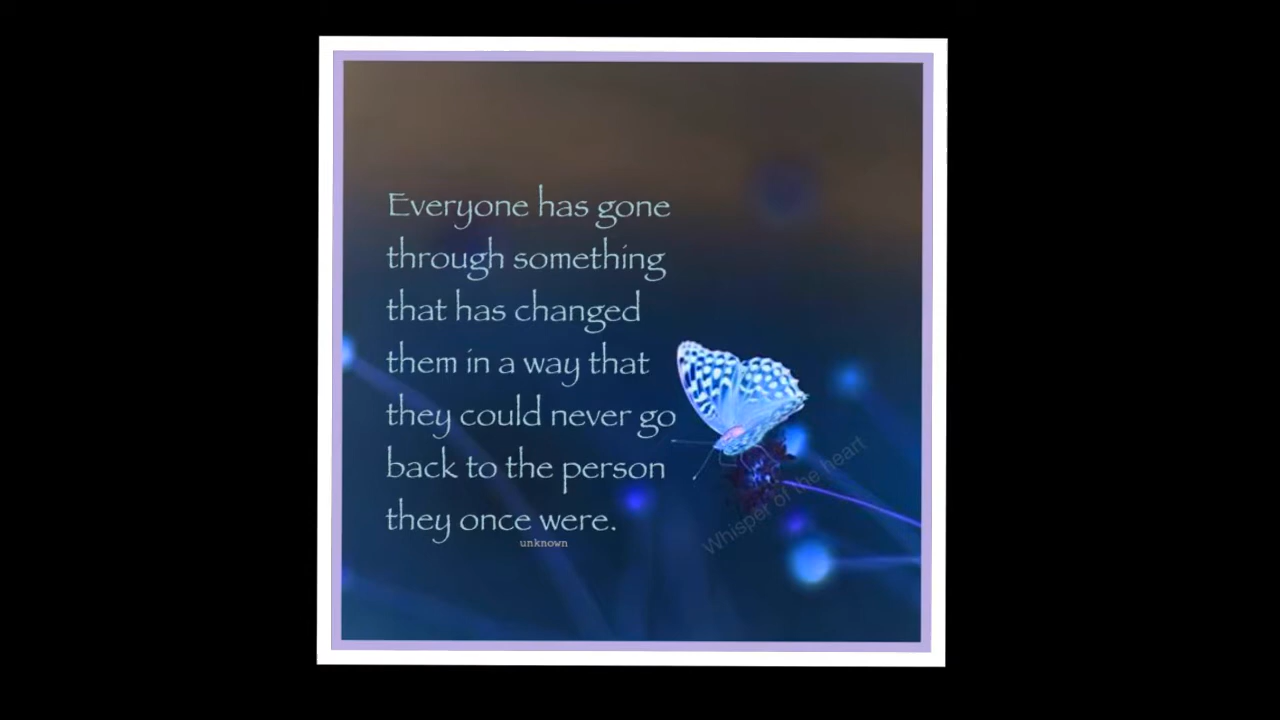 Everyone has gone
through something
that has changed
them in a way that
they could never go
back to the person
they once were.
unknown
Whisper of the heart